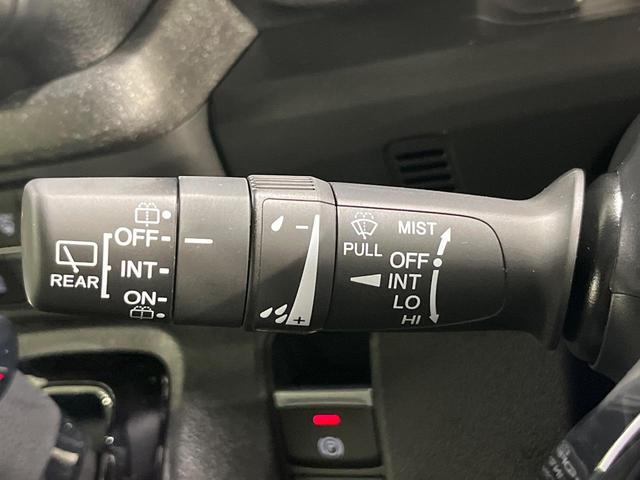 OFF
INT
ON
REAR
-
+
PULL
MIST
OFF
INT
LO
HI